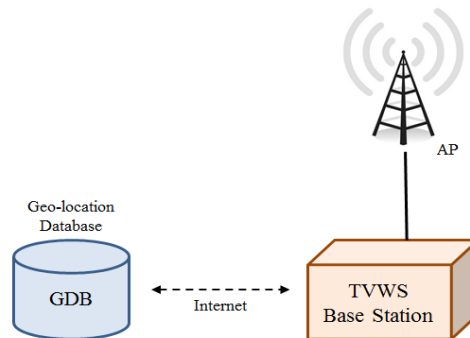 AP
Geo-location
Database
GDB
Internet
TVWS
Base Station